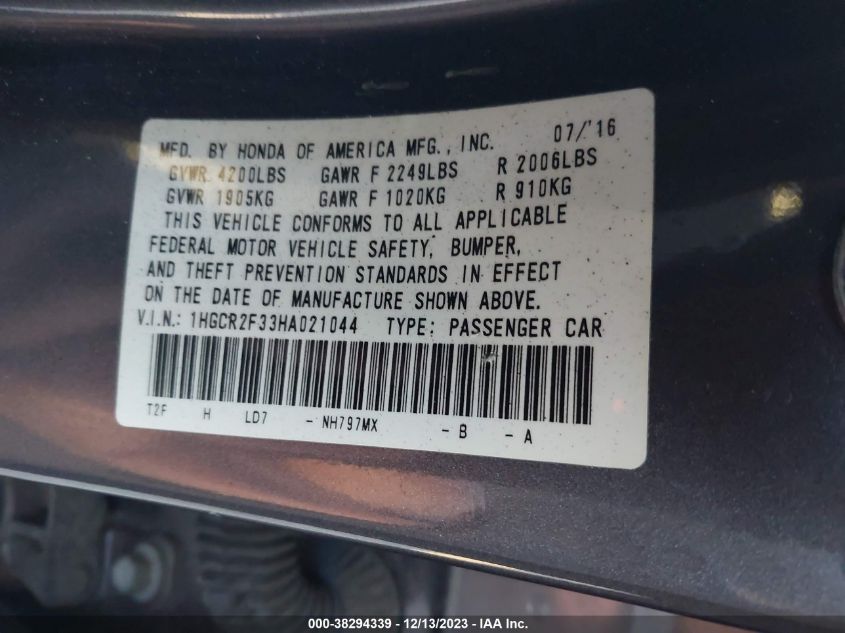 MFD. BY HONDA OF AMERICA MFG., INC. 07/'16
GVWR 4200LBS GAWR F 2249LBS R 2006LBS
GVWR 1905KG GAWR F 1020KG R 910KG
THIS VEHICLE CONFORMS TO ALL APPLICABLE
FEDERAL MOTOR VEHICLE SAFETY, BUMPER,
AND THEFT PREVENTION STANDARDS IN EFFECT
ON THE DATE OF MANUFACTURE SHOWN ABOVE.
V.I.N.: 1HGCR2F33HA021044 TYPE: PASSENGER CAR
T2F H LD7 - NH797MX - B - A
000-38294339 - 12/13/2023 - IAA Inc.